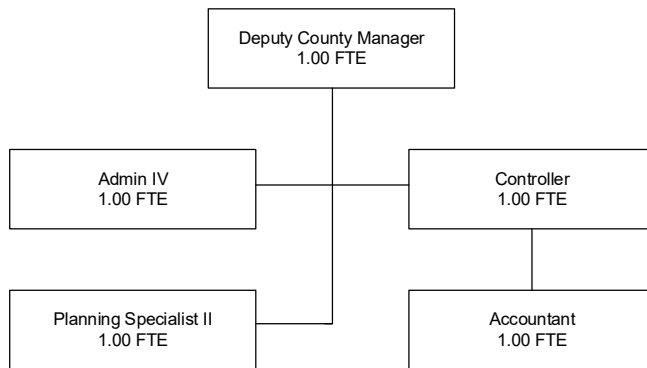 Deputy County Manager
1.00 FTE
Admin IV
1.00 FTE
Controller
1.00 FTE
Planning Specialist II
1.00 FTE
Accountant
1.00 FTE